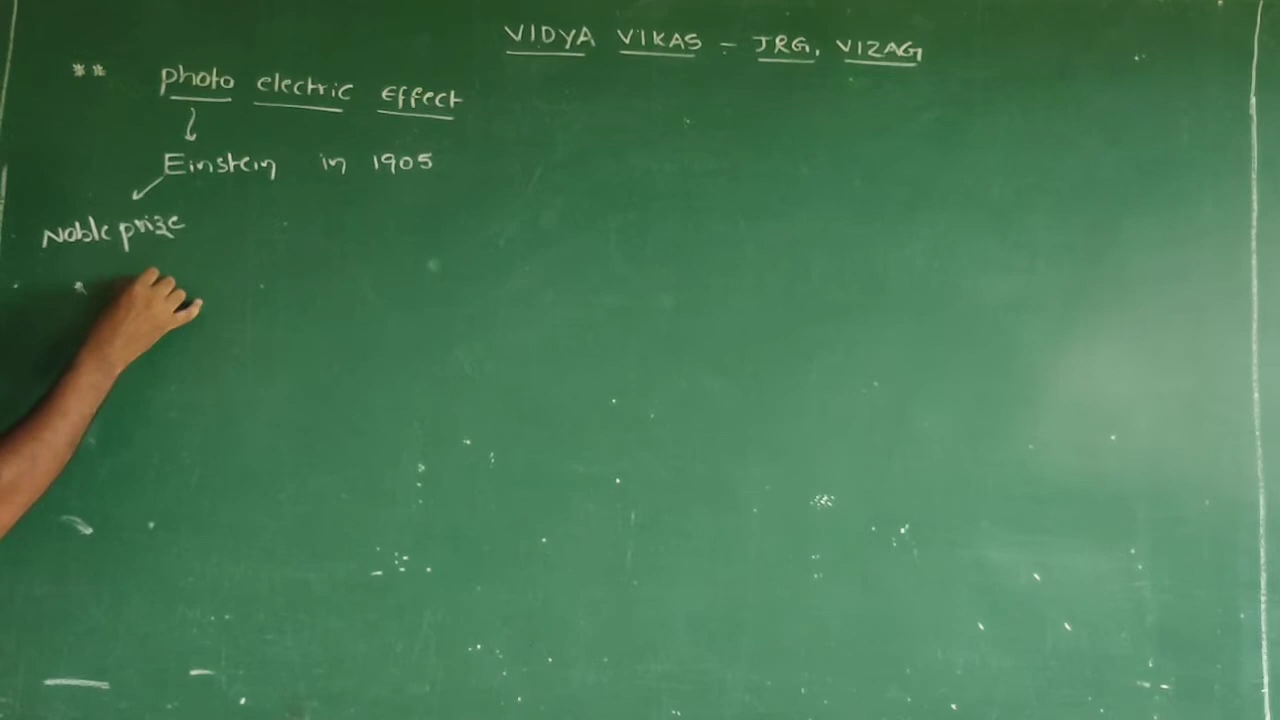 VIDYA VIKAS - JRG, VIZAG
** photo electric Effect
Einstein in 1905
Noble prize